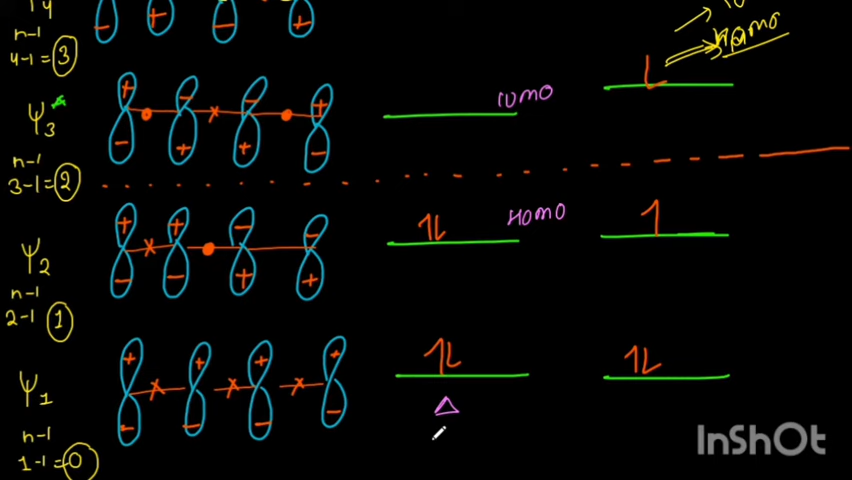 Ψ4
n-1
4-1=3
+ -
- +
Ψ3*
n-1
3-1=2
+ - - +
- + + -
LUMO
HOMO
Ψ2
n-1
2-1 1
+ + - -
- - + +
HOMO
Ψ1
n-1
1-1=0
+ + + +
- - - -
Δ
InShOt